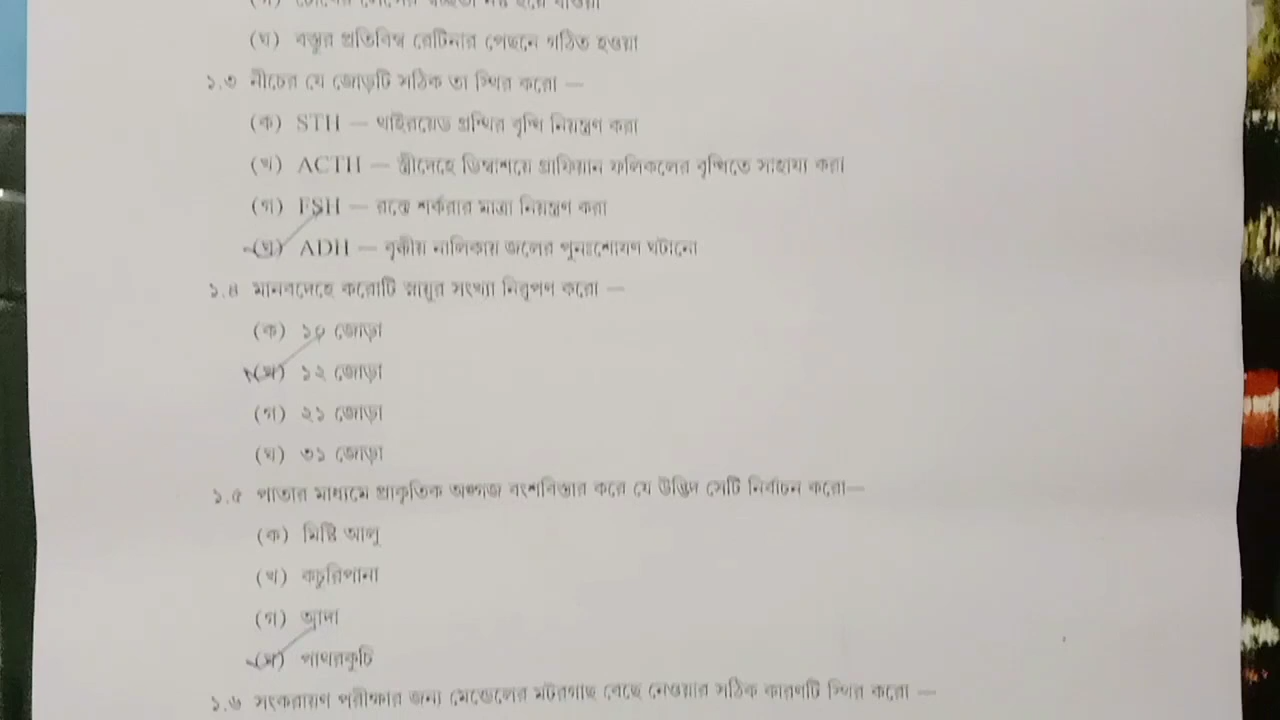 (ঘ) বস্তুর প্রতিবিম্ব রেটিনার পেছনে গঠিত হওয়া
১.৩ নীচের যে জোড়টি সঠিক তা স্থির করো —
(ক) STH — থাইরয়েড গ্রন্থির বৃদ্ধি নিয়ন্ত্রণ করা
(খ) ACTH — স্ত্রীদেহে ডিম্বাশয়ে গ্রাফিয়ান ফলিকলের বৃদ্ধিতে সাহায্য করা
(গ) FSH — রক্তে শর্করার মাত্রা নিয়ন্ত্রণ করা
(ঘ) ADH — বৃক্কীয় নালিকায় জলের পুনঃশোষণ ঘটানো
১.৪ মানবদেহে করোটি স্নায়ুর সংখ্যা নিরূপণ করো —
(ক) ১০ জোড়া
(খ) ১২ জোড়া
(গ) ২১ জোড়া
(ঘ) ৩১ জোড়া
১.৫ পাতার মাধ্যমে প্রাকৃতিক অঙ্গজ বংশবিস্তার করে যে উদ্ভিদ সেটি নির্বাচন করো—
(ক) মিষ্টি আলু
(খ) কচুরিপানা
(গ) আদা
(ঘ) পাথরকুচি
১.৬ সংকরায়ণ পরীক্ষার জন্য মেন্ডেলের মটরগাছ বেছে নেওয়ার সঠিক কারণটি স্থির করো —